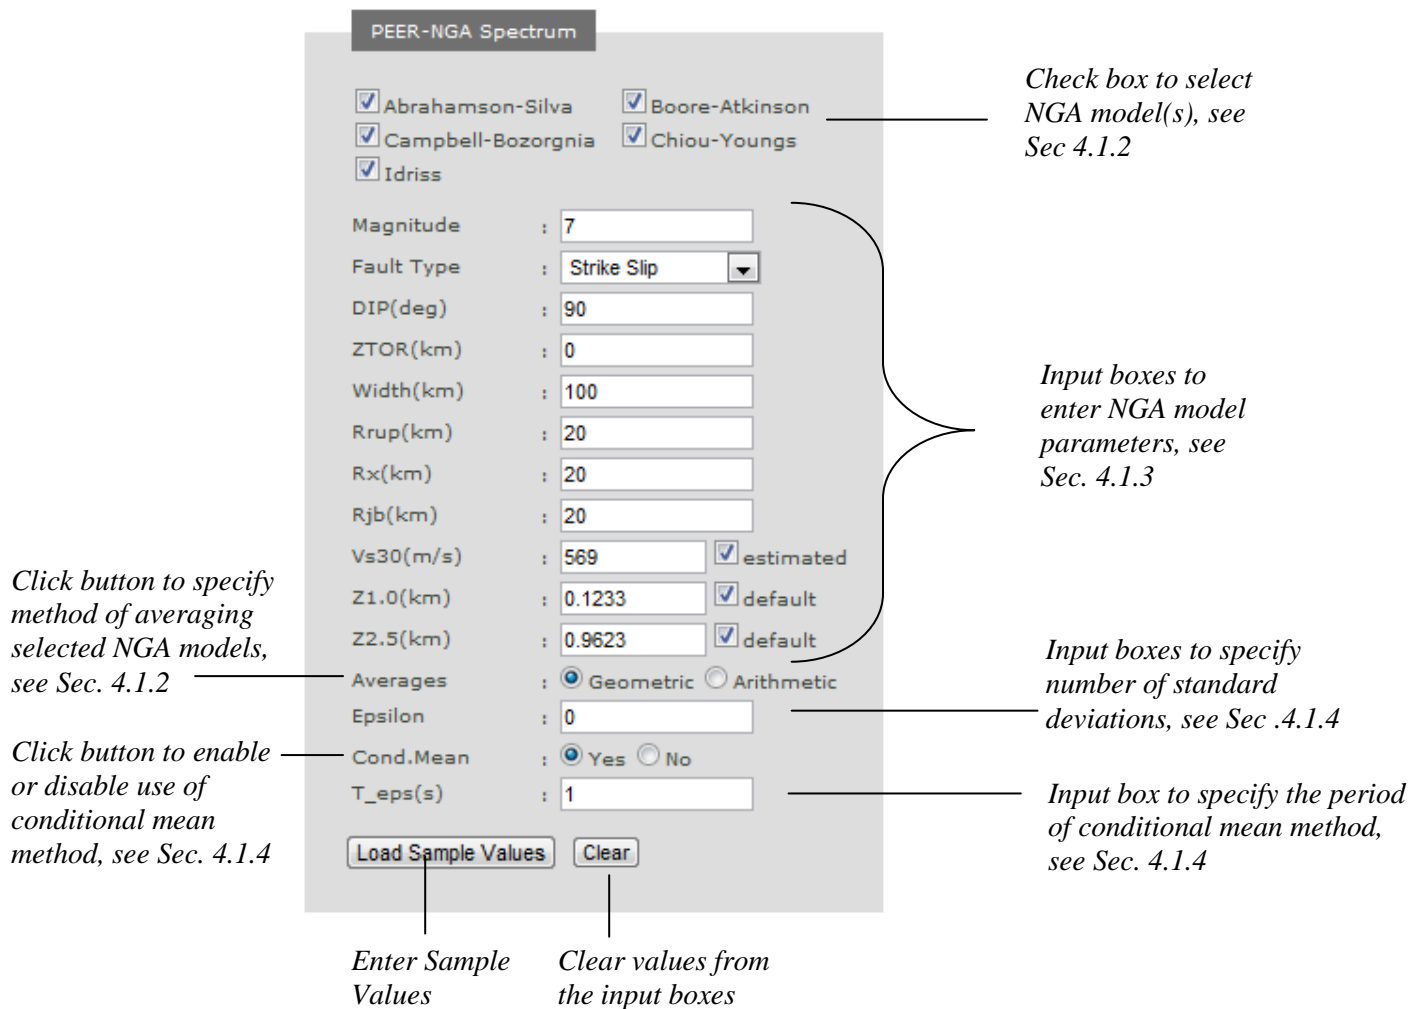 PEER-NGA Spectrum
Abrahamson-Silva
Boore-Atkinson
Campbell-Bozorgnia
Chiou-Youngs
Idriss
Check box to select
NGA model(s), see
Sec 4.1.2
Magnitude : 7
Fault Type : Strike Slip
DIP(deg) : 90
ZTOR(km) : 0
Width(km) : 100
Rrup(km) : 20
Rx(km) : 20
Rjb(km) : 20
Vs30(m/s) : 569 estimated
Z1.0(km) : 0.1233 default
Z2.5(km) : 0.9623 default
Averages : Geometric Arithmetic
Epsilon : 0
Cond.Mean : Yes No
T_eps(s) : 1
Load Sample Values
Clear
Input boxes to
enter NGA model
parameters, see
Sec. 4.1.3
Click button to specify
method of averaging
selected NGA models,
see Sec. 4.1.2
Input boxes to specify
number of standard
deviations, see Sec .4.1.4
Click button to enable
or disable use of
conditional mean
method, see Sec. 4.1.4
Input box to specify the period
of conditional mean method,
see Sec. 4.1.4
Enter Sample
Values
Clear values from
the input boxes